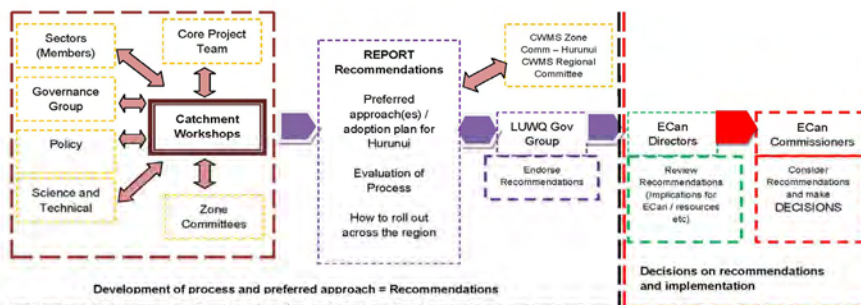 Sectors
(Members)
Core Project
Team
Governance
Group
Policy
Science and
Technical
Catchment
Workshops
Zone
Committees
REPORT
Recommendations
Preferred
approach(es) /
adoption plan for
Hurunui
Evaluation of
Process
How to roll out
across the region
CWMS Zone
Comm – Hurunui
CWMS Regional
Committee
LUWQ Gov
Group
Endorse
Recommendations
ECan
Directors
Review
Recommendations
(Implications for
ECan / resources
etc)
ECan
Commissioners
Consider
Recommendations
and make
DECISIONS
Development of process and preferred approach = Recommendations
Decisions on recommendations
and implementation